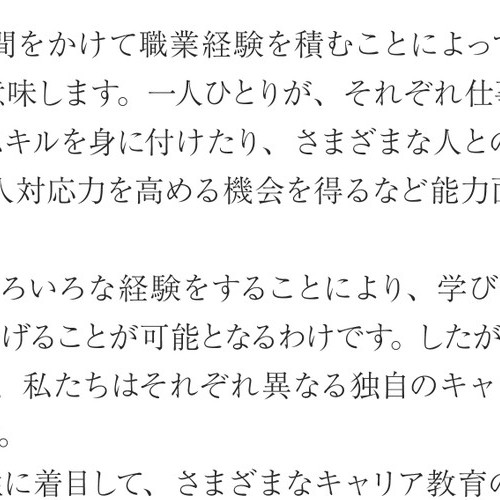 間をかけて職業経験を積むことによって
意味します。一人ひとりが、それぞれ仕事
スキルを身に付けたり、さまざまな人との
人対応力を高める機会を得るなど能力面
ろいろな経験をすることにより、学び
げることが可能となるわけです。したが
、私たちはそれぞれ異なる独自のキャ
。
に着目して、さまざまなキャリア教育の